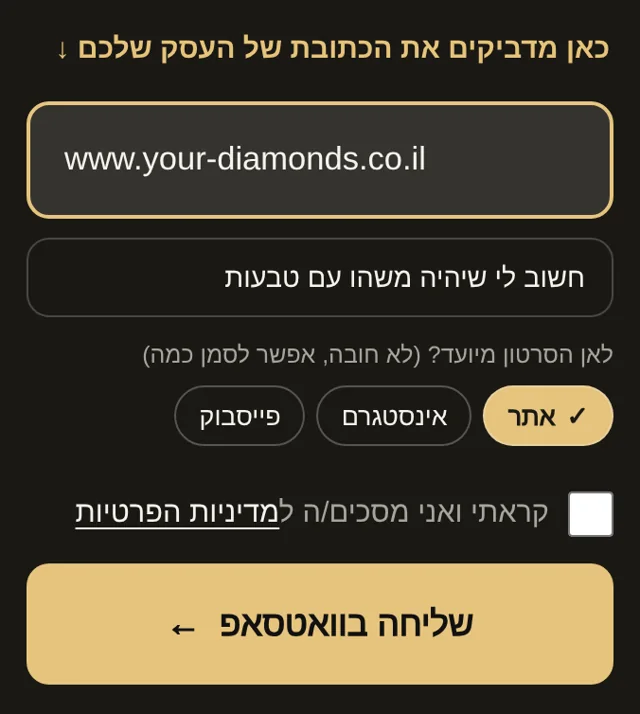 כאן מדביקים את הכתובת של העסק שלכם ↓
www.your-diamonds.co.il
חשוב לי שיהיה משהו עם טבעות
לאן הסרטון מיועד? (לא חובה, אפשר לסמן כמה)
✓ אתר אינסטגרם פייסבוק
קראתי ואני מסכים/ה למדיניות הפרטיות
שליחה בוואטסאפ ←